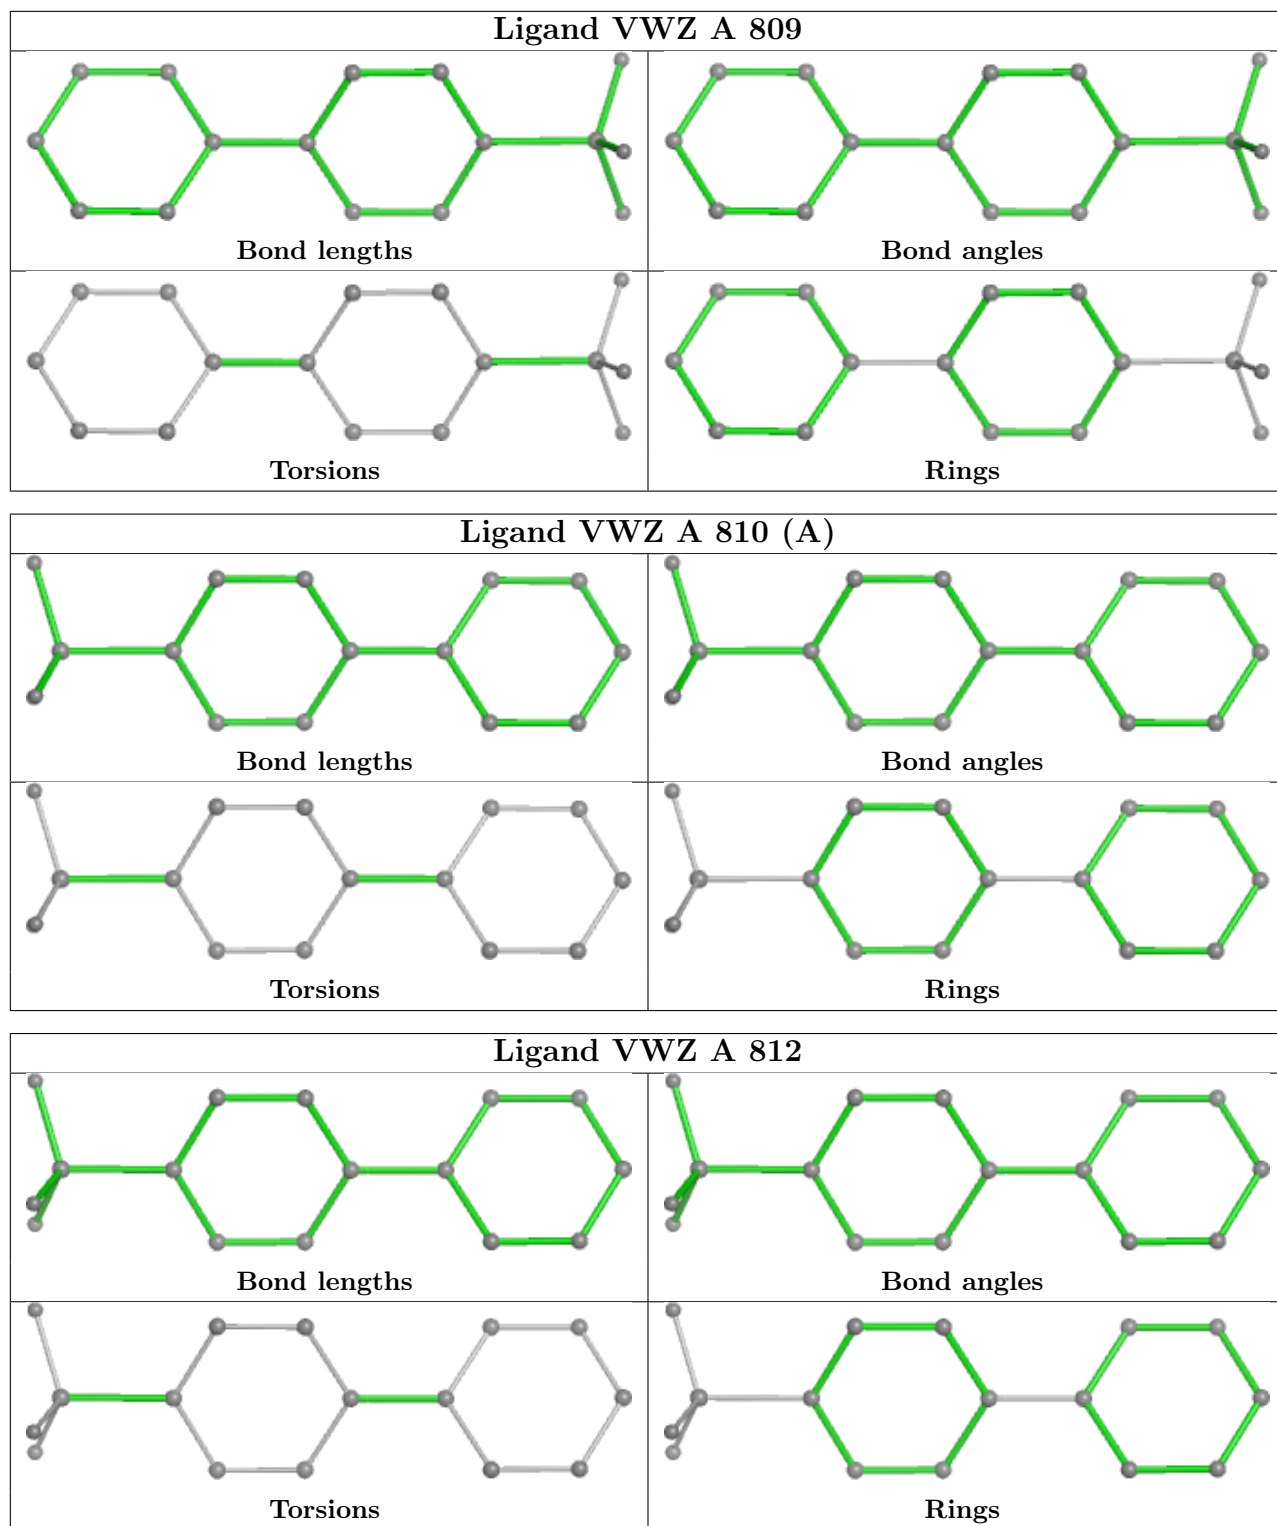 Ligand VWZ A 809
Bond lengths
Bond angles
Torsions
Rings
Ligand VWZ A 810 (A)
Bond lengths
Bond angles
Torsions
Rings
Ligand VWZ A 812
Bond lengths
Bond angles
Torsions
Rings